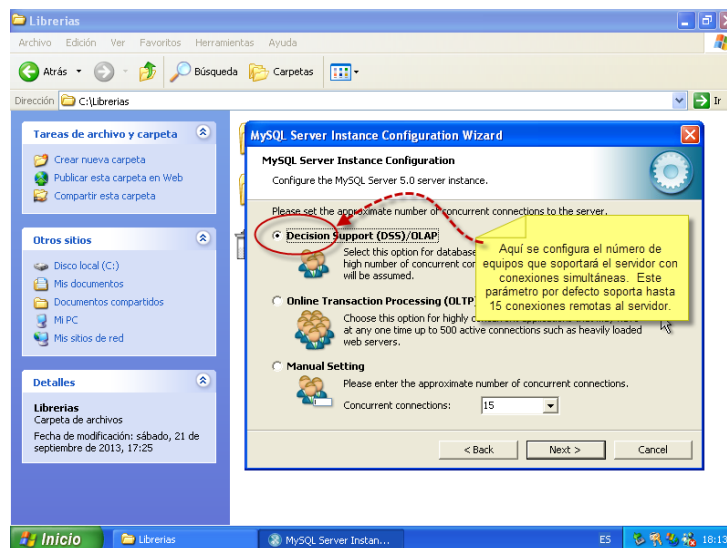 Librerias
Archivo Edición Ver Favoritos Herramientas Ayuda
Atrás Búsqueda Carpetas
Dirección C:\Librerias Ir
Tareas de archivo y carpeta
Crear nueva carpeta
Publicar esta carpeta en Web
Compartir esta carpeta
Otros sitios
Disco local (C:)
Mis documentos
Documentos compartidos
Mi PC
Mis sitios de red
Detalles
Librerias
Carpeta de archivos
Fecha de modificación: sábado, 21 de
septiembre de 2013, 17:25
MySQL Server Instance Configuration Wizard
MySQL Server Instance Configuration
Configure the MySQL Server 5.0 server instance.
Please set the approximate number of concurrent connections to the server.
Decision Support (DSS)/OLAP
Select this option for database
high number of concurrent
will be assumed.
Aquí se configura el número de
equipos que soportará el servidor con
conexiones simultáneas. Este
parámetro por defecto soporta hasta
15 conexiones remotas al servidor.
Online Transaction Processing (OLTP
Choose this option for highly
at any one time up to 500 active connections such as heavily loaded
web servers.
Manual Setting
Please enter the approximate number of concurrent connections.
Concurrent connections: 15
< Back Next > Cancel
Inicio Librerias MySQL Server Instan... ES 18:13